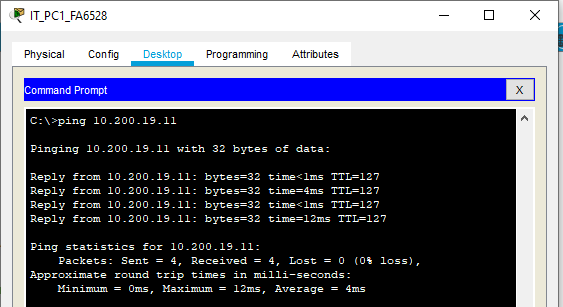 IT_PC1_FA6528
Physical Config Desktop Programming Attributes
Command Prompt X
C:\>ping 10.200.19.11
Pinging 10.200.19.11 with 32 bytes of data:
Reply from 10.200.19.11: bytes=32 time<1ms TTL=127
Reply from 10.200.19.11: bytes=32 time=4ms TTL=127
Reply from 10.200.19.11: bytes=32 time<1ms TTL=127
Reply from 10.200.19.11: bytes=32 time=12ms TTL=127
Ping statistics for 10.200.19.11:
Packets: Sent = 4, Received = 4, Lost = 0 (0% loss),
Approximate round trip times in milli-seconds:
Minimum = 0ms, Maximum = 12ms, Average = 4ms